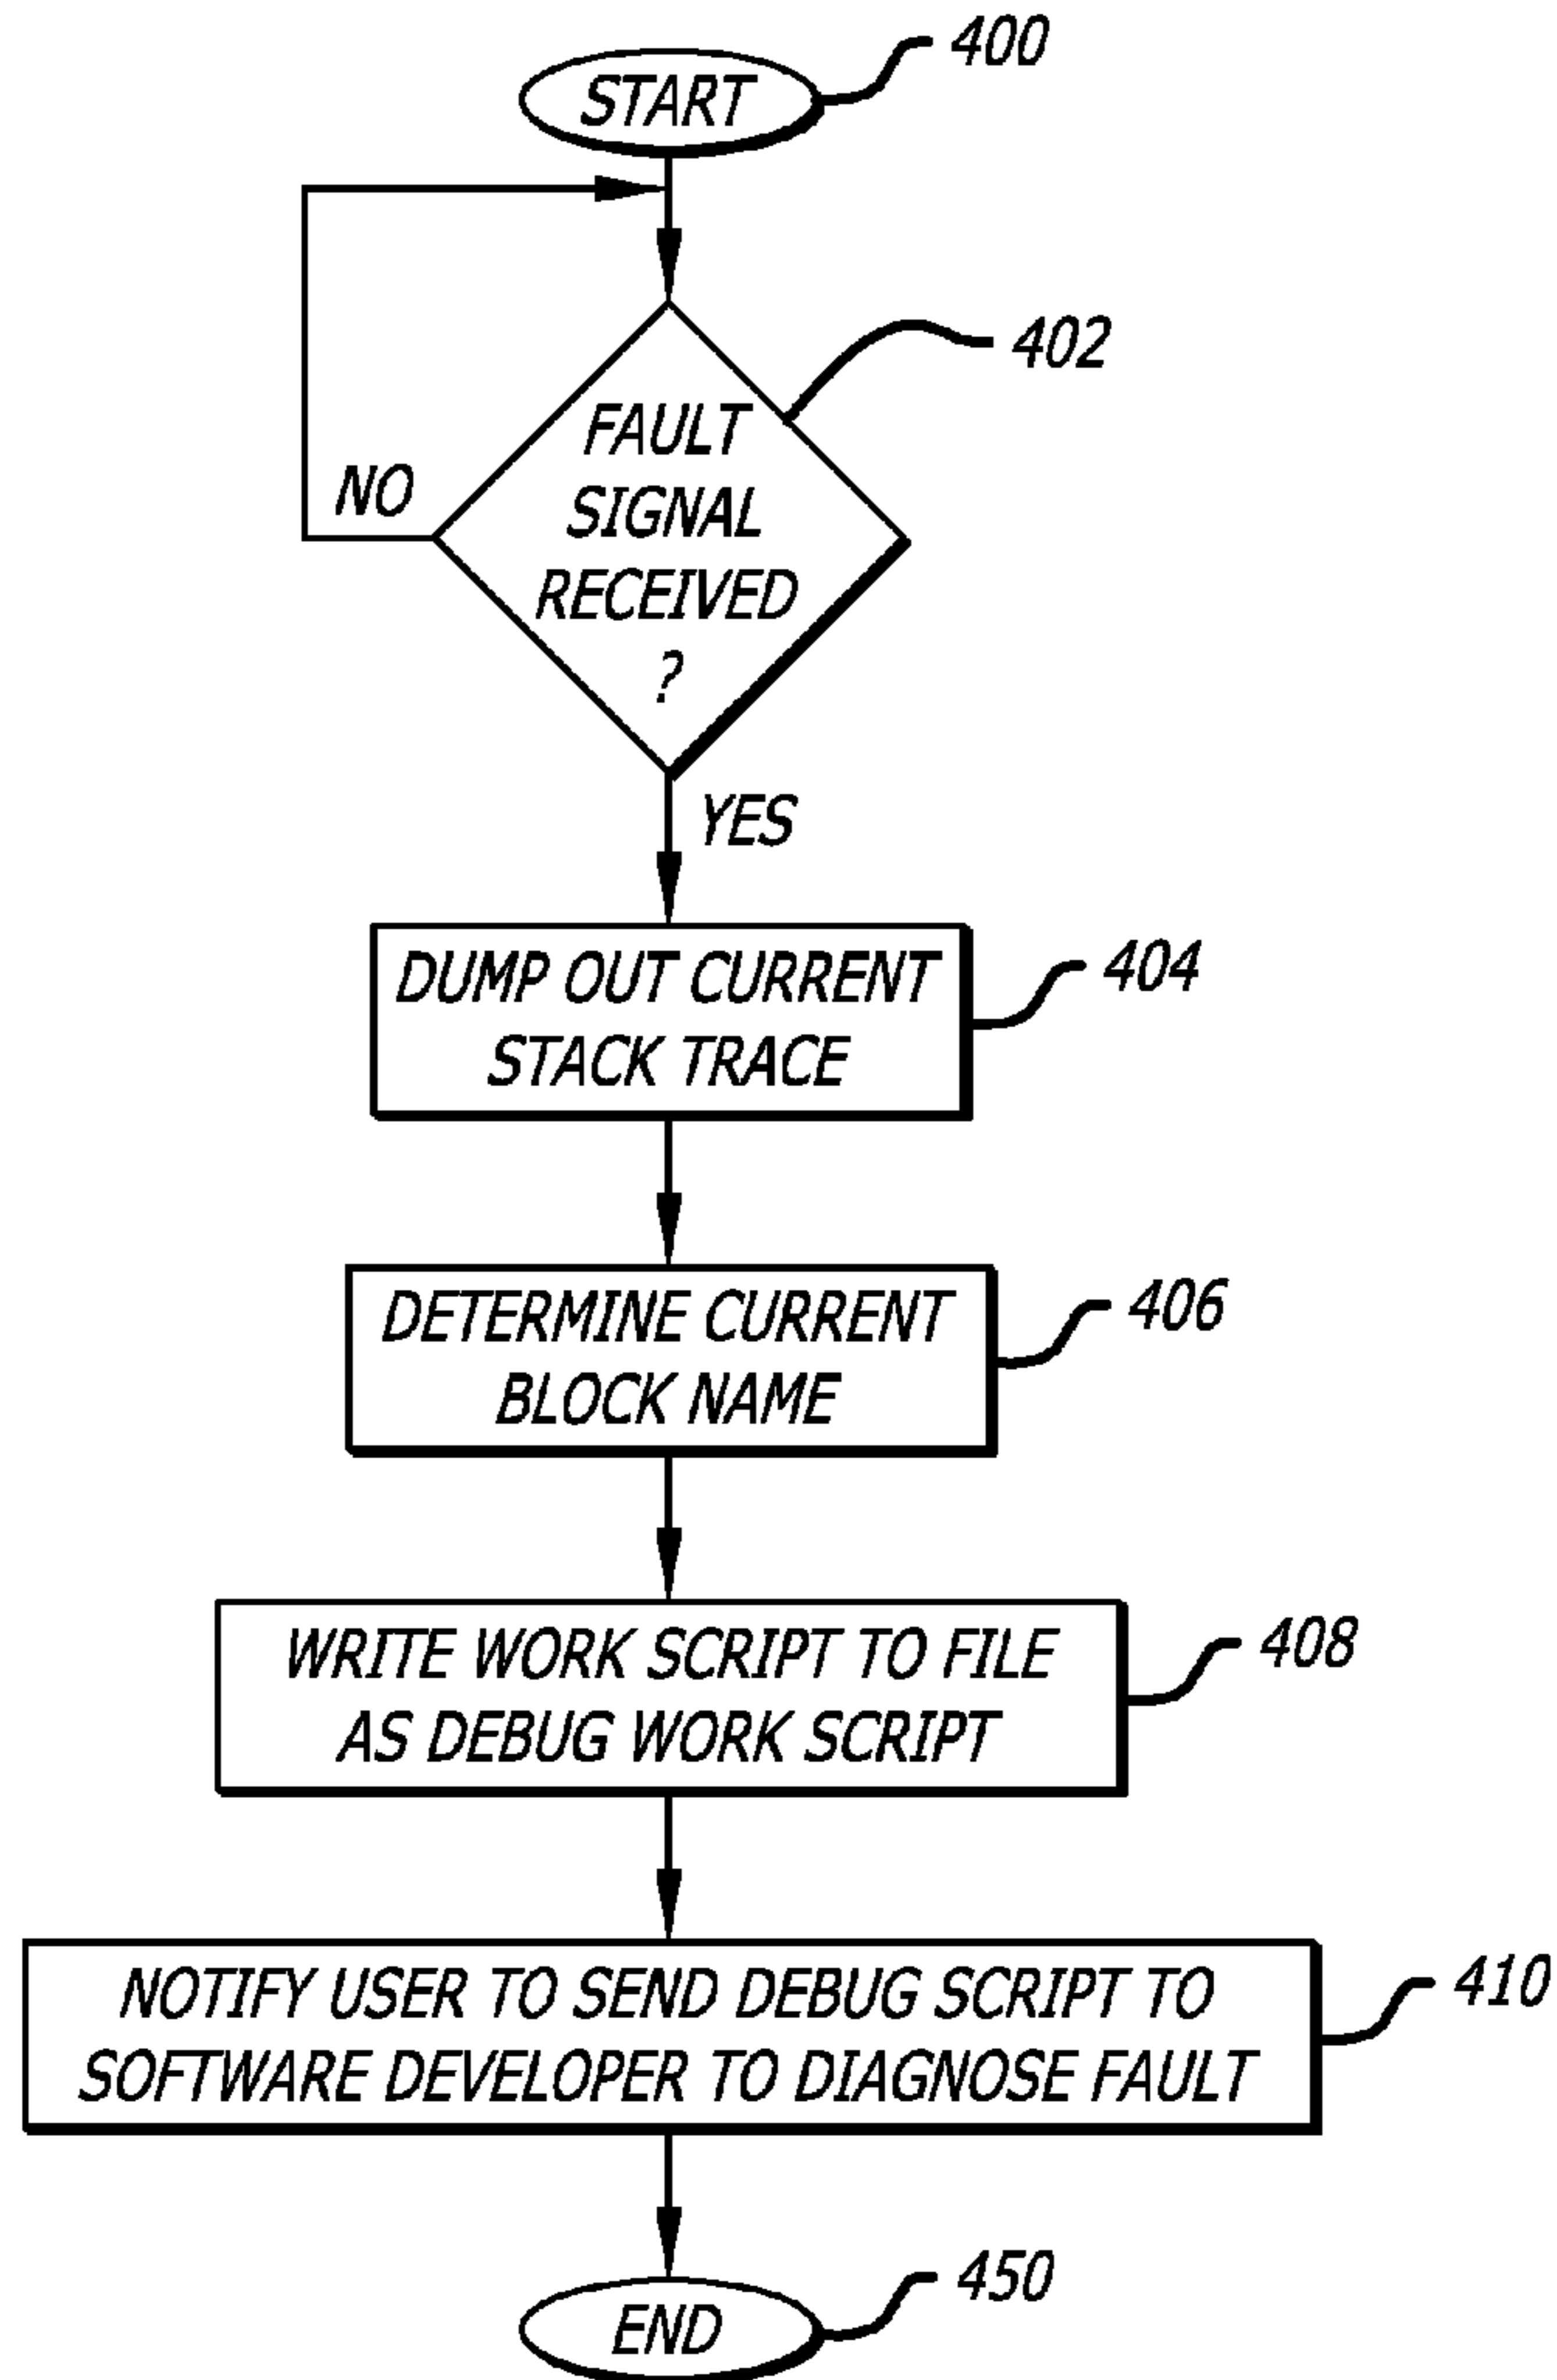 400
START
402
FAULT
SIGNAL
RECEIVED
?
NO
YES
DUMP OUT CURRENT
STACK TRACE
404
DETERMINE CURRENT
BLOCK NAME
406
WRITE WORK SCRIPT TO FILE
AS DEBUG WORK SCRIPT
408
NOTIFY USER TO SEND DEBUG SCRIPT TO
SOFTWARE DEVELOPER TO DIAGNOSE FAULT
410
450
END